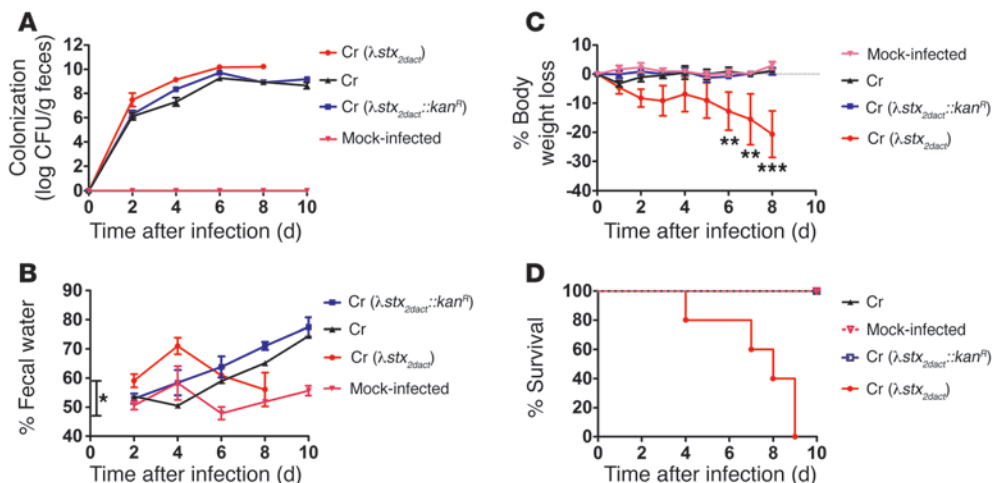 A
Colonization
(log CFU/g feces)
14
12
10
8
6
4
2
0
0 2 4 6 8 10
Time after infection (d)
Cr (λstx2dact)
Cr
Cr (λstx2dact::kanR)
Mock-infected
B
% Fecal water
90
80
70
60
50
40
*
2 4 6 8 10
Time after infection (d)
Cr (λstx2dact::kanR)
Cr
Cr (λstx2dact)
Mock-infected
C
% Body
weight loss
10
0
-10
-20
-30
-40
** ** ***
0 2 4 6 8 10
Time after infection (d)
Mock-infected
Cr
Cr (λstx2dact::kanR)
Cr (λstx2dact)
D
% Survival
100
80
60
40
20
0
0 2 4 6 8 10
Time after infection (d)
Cr
Mock-infected
Cr (λstx2dact::kanR)
Cr (λstx2dact)